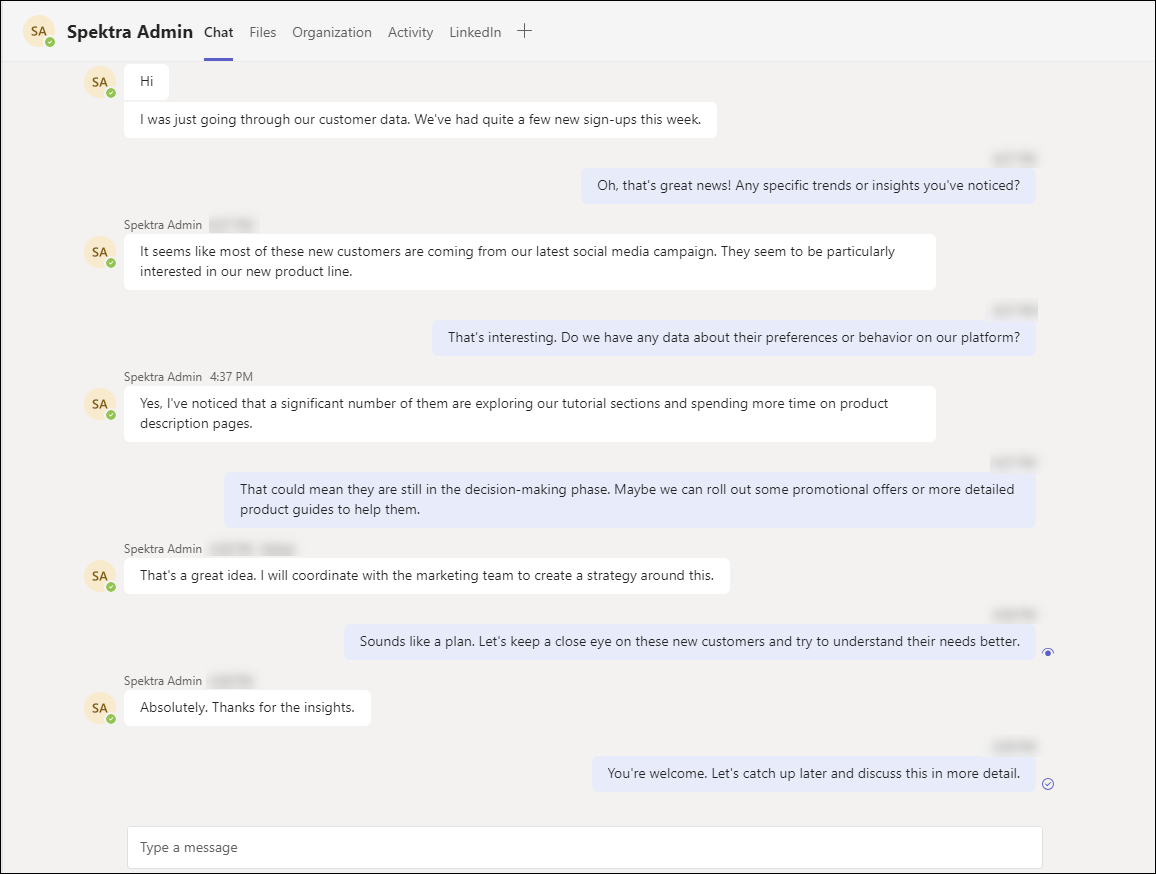 SA Spektra Admin Chat Files Organization Activity LinkedIn
SA
Hi
I was just going through our customer data. We've had quite a few new sign-ups this week.
Oh, that's great news! Any specific trends or insights you've noticed?
Spektra Admin
SA
It seems like most of these new customers are coming from our latest social media campaign. They seem to be particularly
interested in our new product line.
That's interesting. Do we have any data about their preferences or behavior on our platform?
Spektra Admin 4:37 PM
SA
Yes, I've noticed that a significant number of them are exploring our tutorial sections and spending more time on product
description pages.
That could mean they are still in the decision-making phase. Maybe we can roll out some promotional offers or more detailed
product guides to help them.
Spektra Admin
SA
That's a great idea. I will coordinate with the marketing team to create a strategy around this.
Sounds like a plan. Let's keep a close eye on these new customers and try to understand their needs better.
Spektra Admin
SA
Absolutely. Thanks for the insights.
You're welcome. Let's catch up later and discuss this in more detail.
Type a message